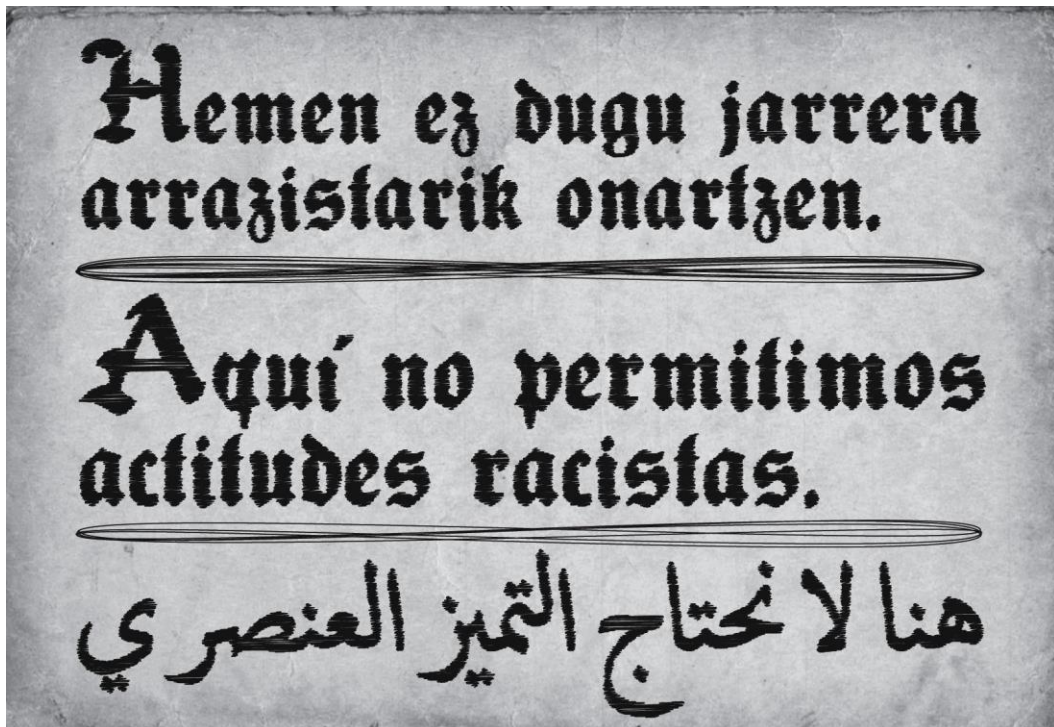 Hemen ez dugu jarrera
arrazistarik onartzen.
Aquí no permitimos
actitudes racistas.
هنا لا نحتاج التميز العنصري